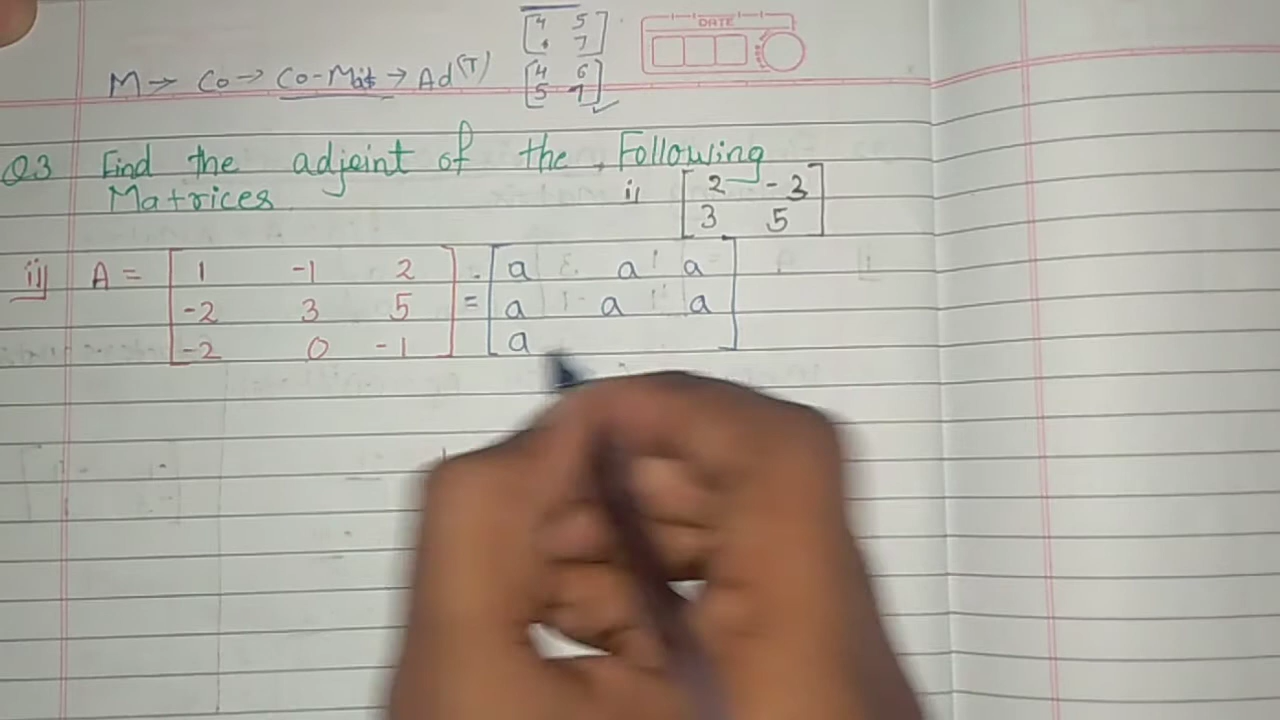 [4 5
6 7]
DATE
M → Co → Co-Mat → Ad(T)
[4 6
5 7]
Q3 Find the adjoint of the Following
Matrices
i) [2 -3
3 5]
ii) A = [1 -1 2
-2 3 5
-2 0 -1]
= [a a a
a a a
a]